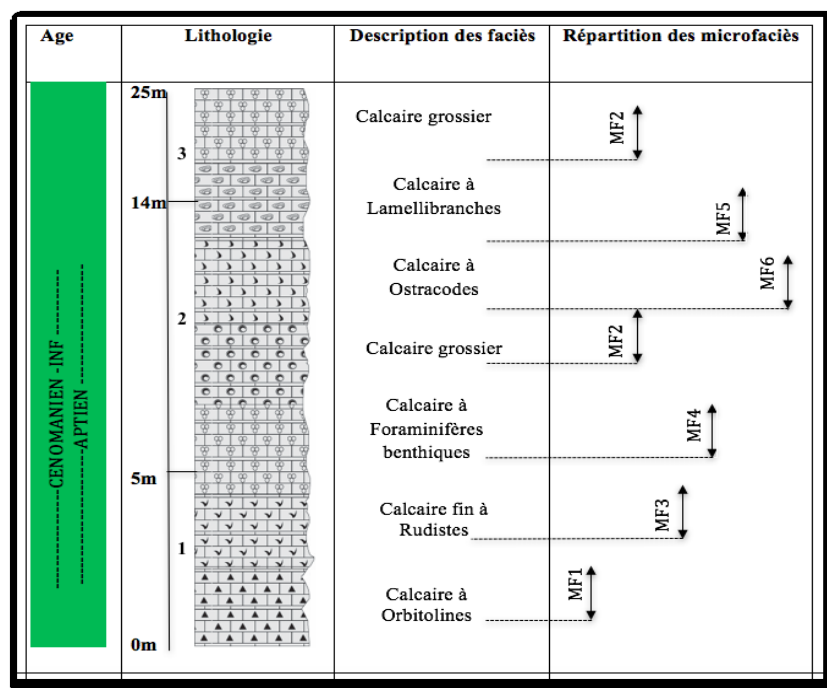 Age
Lithologie
Description des faciès
Répartition des microfaciès
25m
14m
5m
0m
3
2
1
----------------CENOMANIEN -INF ----------
-----------------------APTIEN -----------------
Calcaire grossier
Calcaire à
Lamellibranches
Calcaire à
Ostracodes
Calcaire grossier
Calcaire à
Foraminifères
benthiques
Calcaire fin à
Rudistes
Calcaire à
Orbitolines
MF2
MF5
MF6
MF2
MF4
MF3
MF1